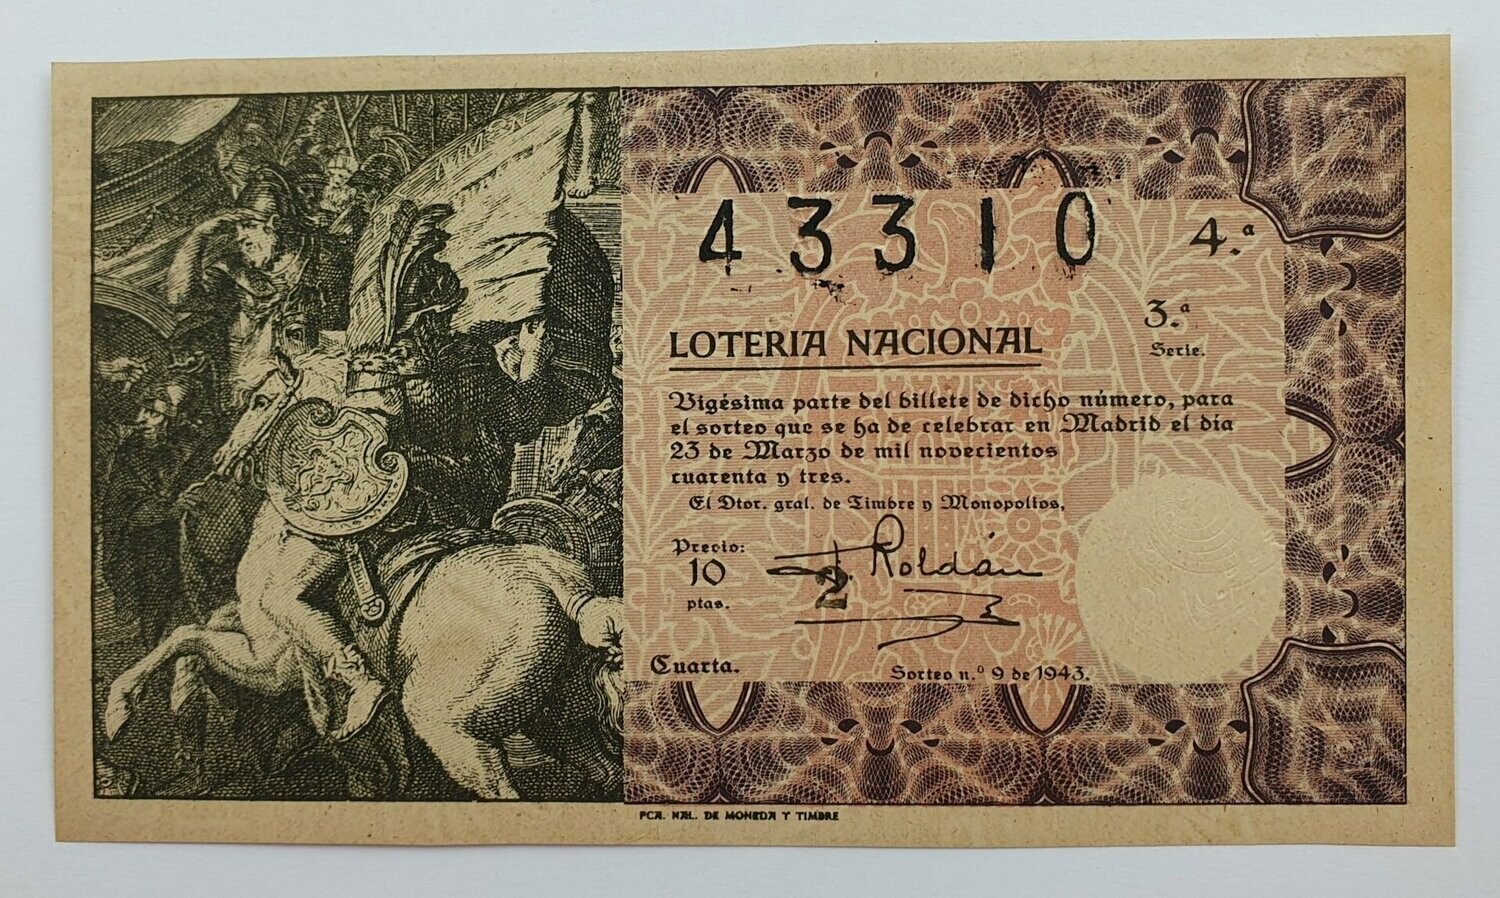 43310 4.ª
3.ª
Serie.
LOTERIA NACIONAL
Vigésima parte del billete de dicho número, para
el sorteo que se ha de celebrar en Madrid el día
23 de Marzo de mil novecientos
cuarenta y tres.
El Dtor. gral. de Timbre y Monopolios,
Precio:
10
ptas.
J. Roldán
2
Cuarta.
Sorteo n.º 9 de 1943.
FCA. NAL. DE MONEDA Y TIMBRE